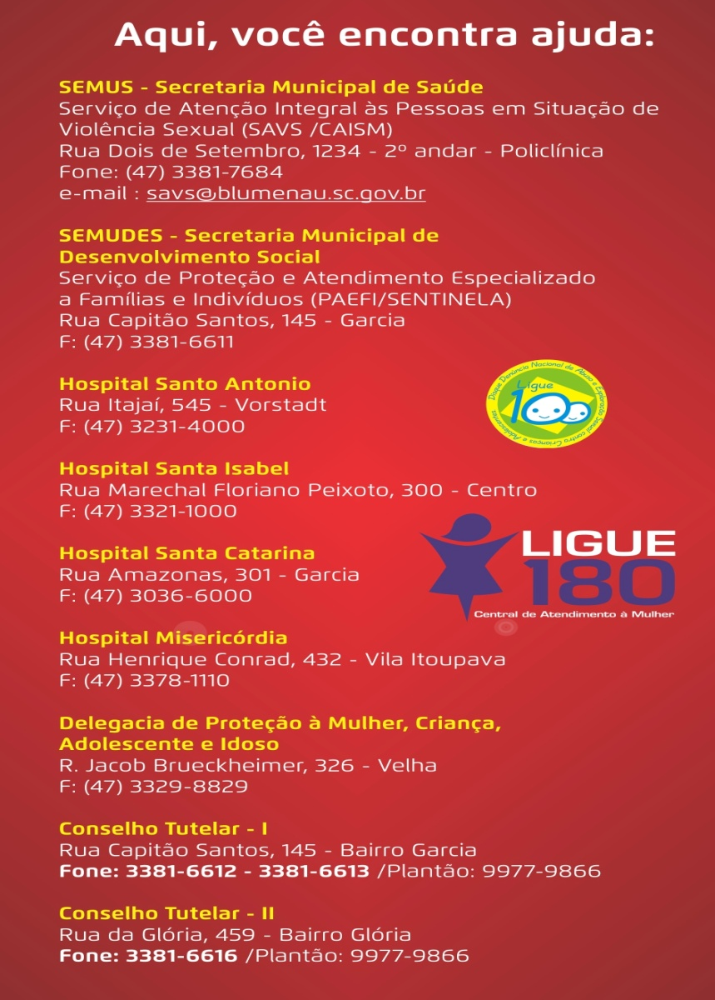 Aqui, você encontra ajuda:
SEMUS - Secretaria Municipal de Saúde
Serviço de Atenção Integral às Pessoas em Situação de
Violência Sexual (SAVS /CAISM)
Rua Dois de Setembro, 1234 - 2º andar - Policlínica
Fone: (47) 3381-7684
e-mail : savs@blumenau.sc.gov.br
SEMUDES - Secretaria Municipal de
Desenvolvimento Social
Serviço de Proteção e Atendimento Especializado
a Famílias e Indivíduos (PAEFI/SENTINELA)
Rua Capitão Santos, 145 - Garcia
F: (47) 3381-6611
Hospital Santo Antonio
Rua Itajaí, 545 - Vorstadt
F: (47) 3231-4000
Disque Denúncia Nacional de Abuso e Exploração Sexual contra Crianças e Adolescentes
Ligue
100
Hospital Santa Isabel
Rua Marechal Floriano Peixoto, 300 - Centro
F: (47) 3321-1000
LIGUE
180
Central de Atendimento à Mulher
Hospital Santa Catarina
Rua Amazonas, 301 - Garcia
F: (47) 3036-6000
Hospital Misericórdia
Rua Henrique Conrad, 432 - Vila Itoupava
F: (47) 3378-1110
Delegacia de Proteção à Mulher, Criança,
Adolescente e Idoso
R. Jacob Brueckheimer, 326 - Velha
F: (47) 3329-8829
Conselho Tutelar - I
Rua Capitão Santos, 145 - Bairro Garcia
Fone: 3381-6612 - 3381-6613 /Plantão: 9977-9866
Conselho Tutelar - II
Rua da Glória, 459 - Bairro Glória
Fone: 3381-6616 /Plantão: 9977-9866